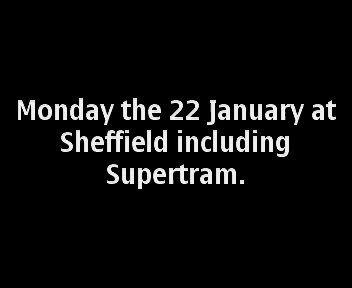 Monday the 22 January at
Sheffield including
Supertram.